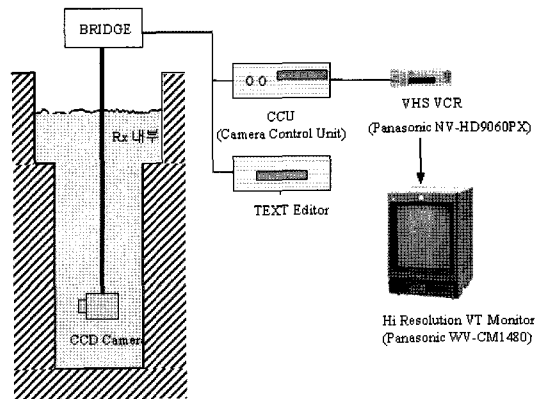 BRIDGE
Rx 내부
CCD Camera
CCU
(Camera Control Unit)
TEXT Editor
VHS VCR
(Panasonic NV-HD9060PX)
Hi Resolution VT Monitor
(Panasonic WV-CM1480)